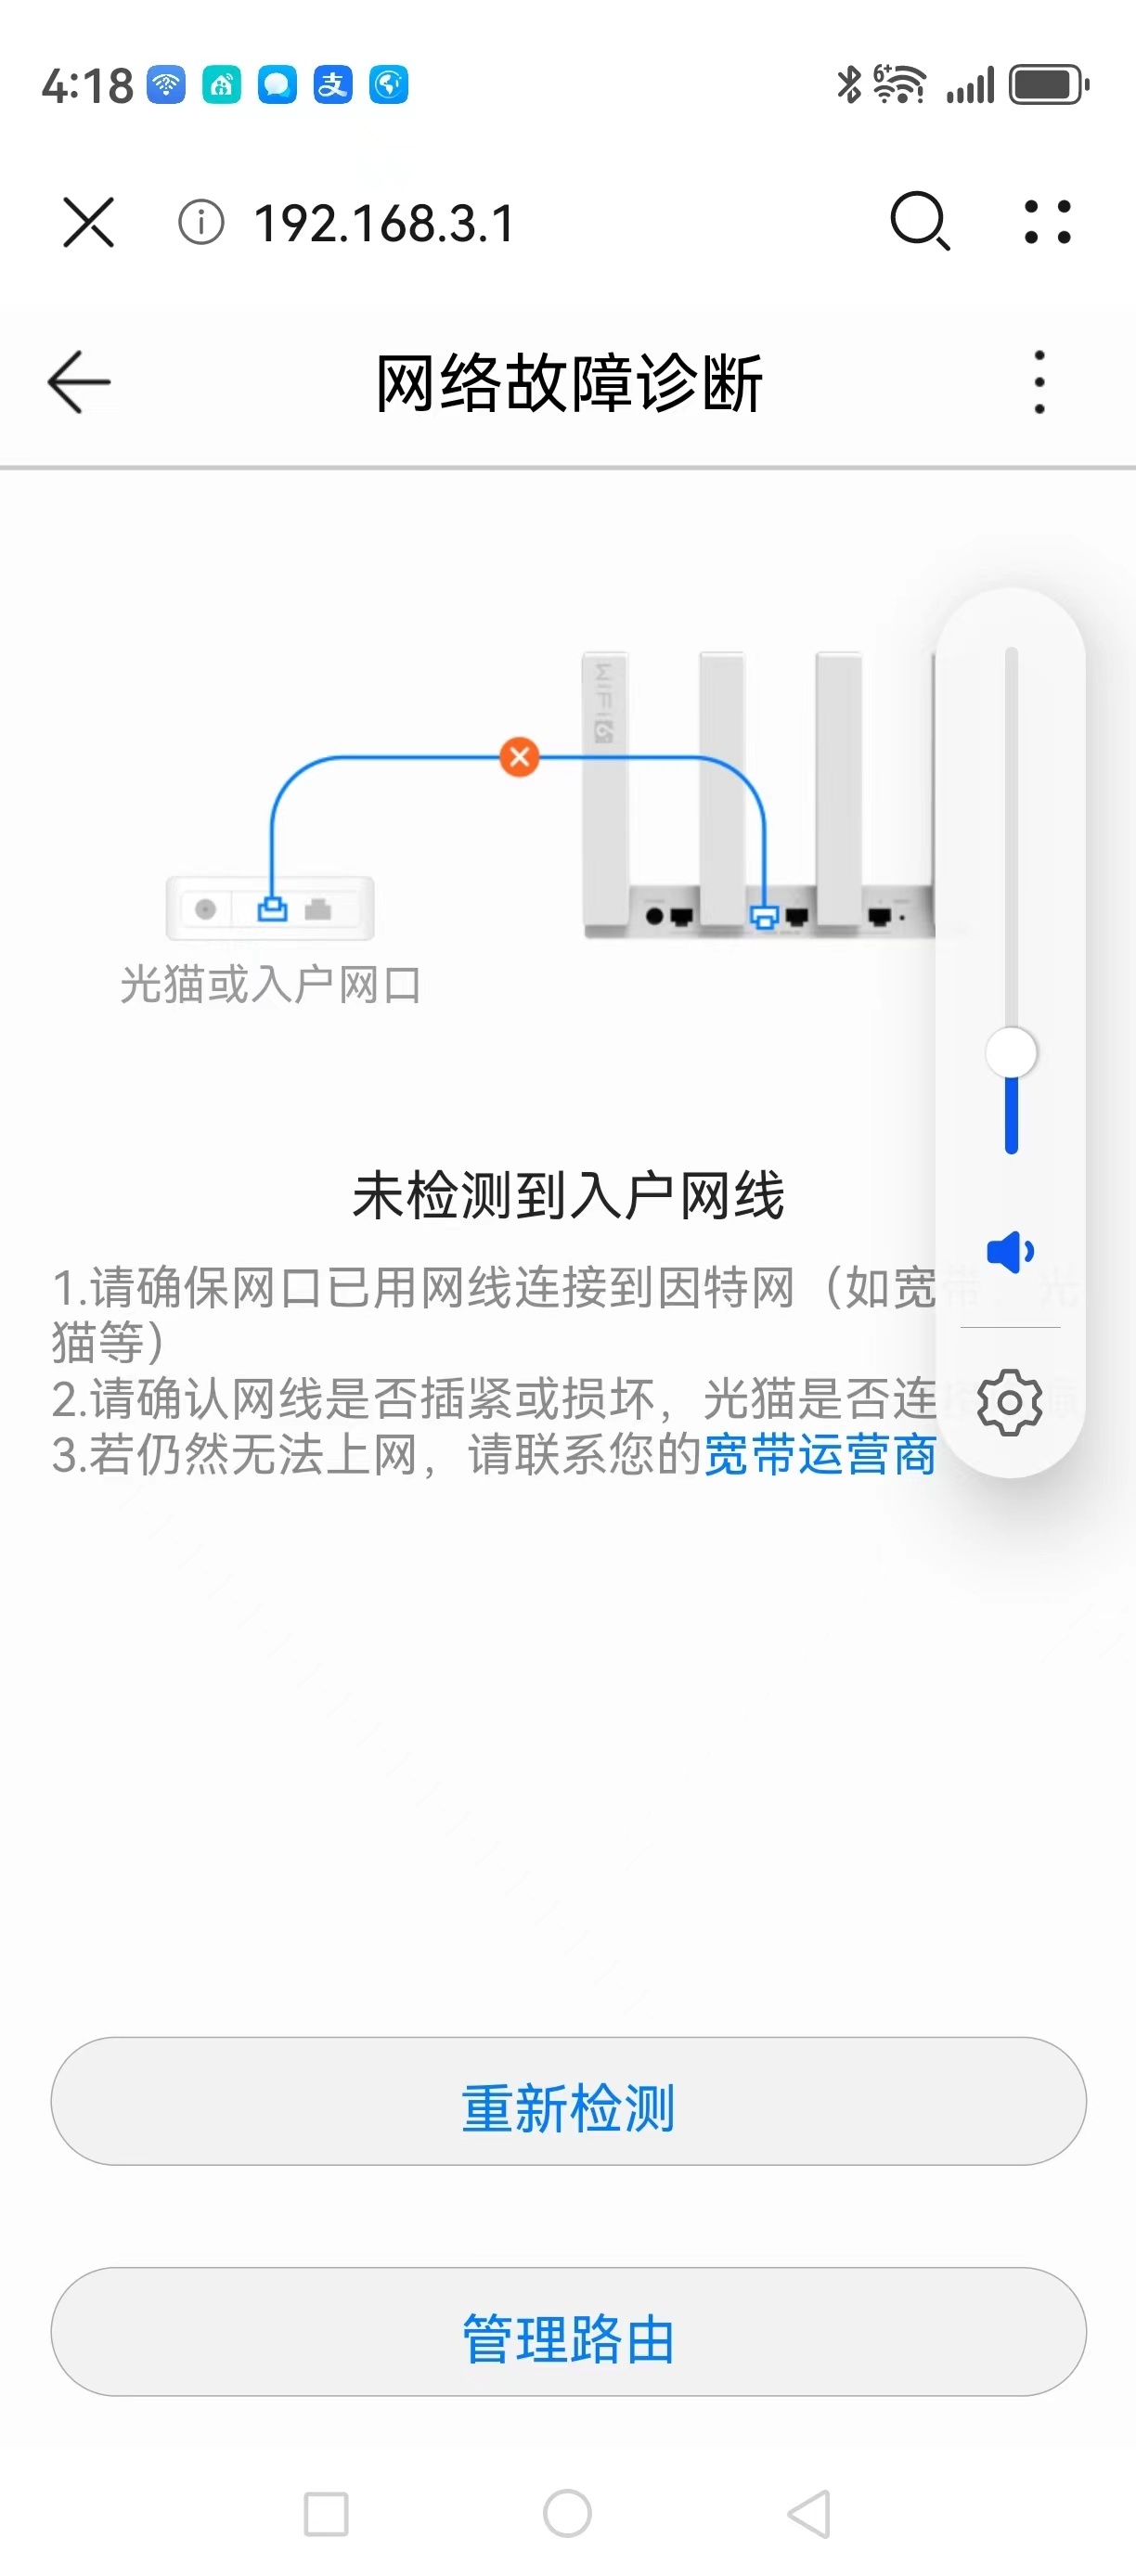 4:18
支
6+
192.168.3.1
网络故障诊断
WiFi6
光猫或入户网口
未检测到入户网线
1.请确保网口已用网线连接到因特网（如宽带、光
猫等）
2.请确认网线是否插紧或损坏，光猫是否连
3.若仍然无法上网，请联系您的宽带运营商
重新检测
管理路由